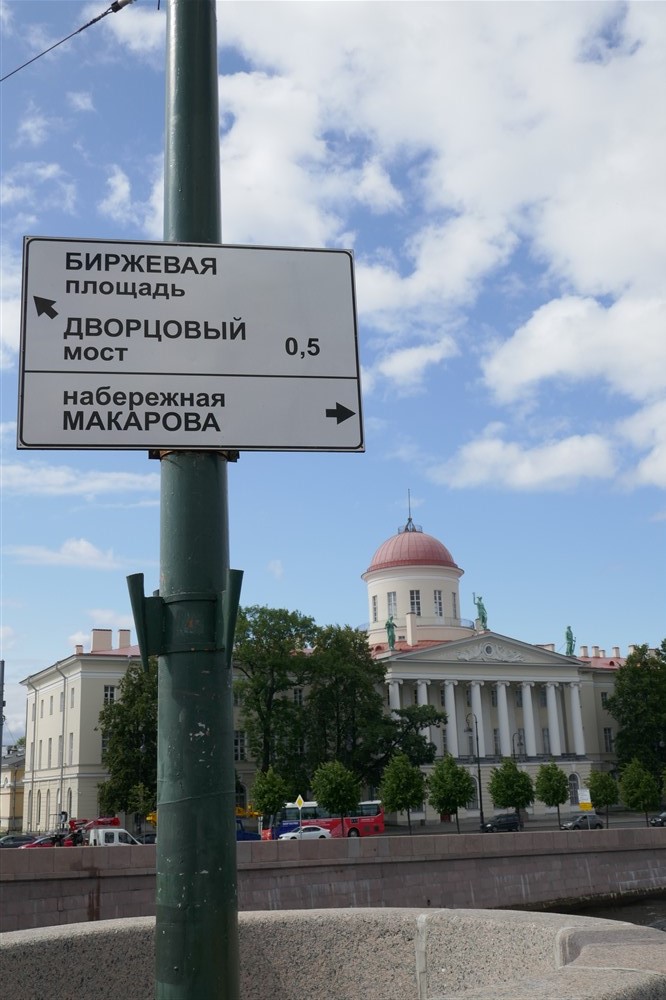 БИРЖЕВАЯ
площадь
ДВОРЦОВЫЙ
мост 0,5
набережная
МАКАРОВА